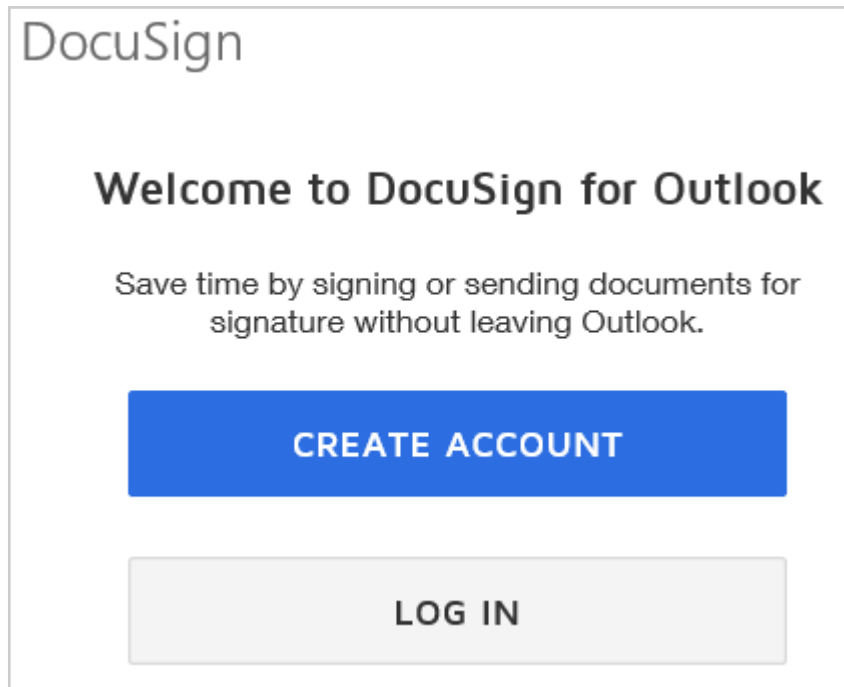 DocuSign
Welcome to DocuSign for Outlook
Save time by signing or sending documents for
signature without leaving Outlook.
CREATE ACCOUNT
LOG IN